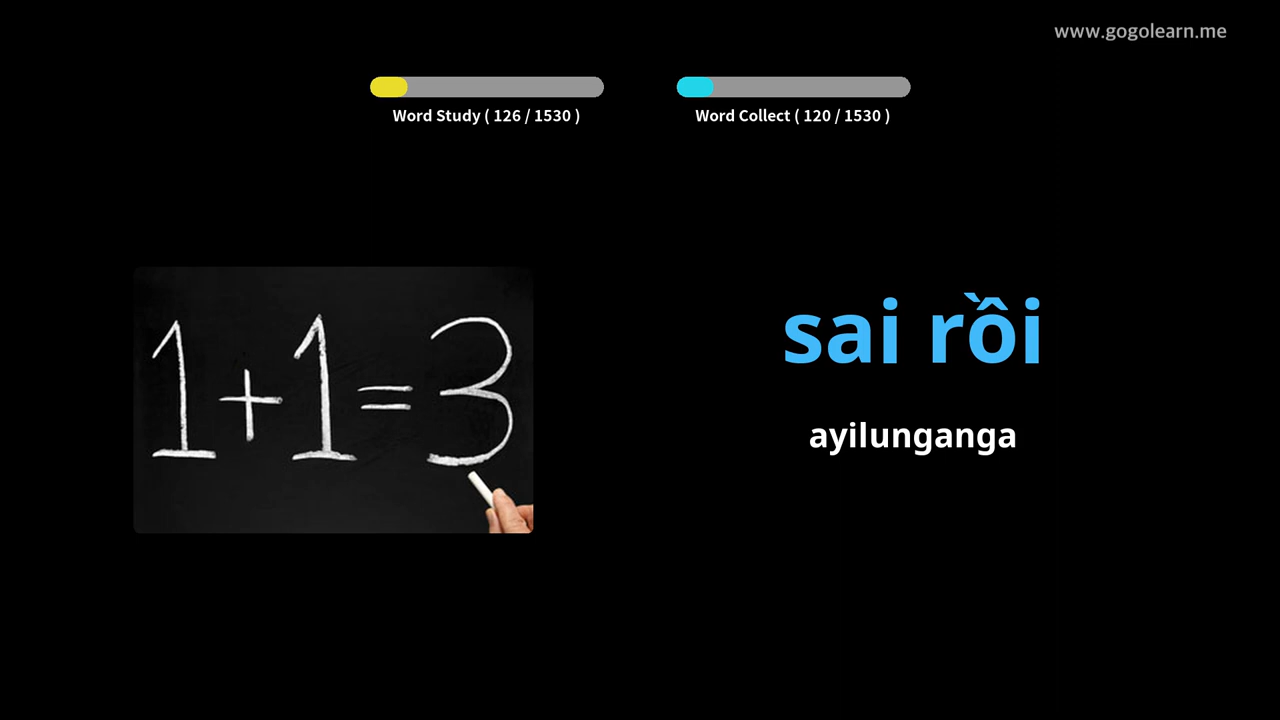 www.gogolearn.me
Word Study ( 126 / 1530 )
Word Collect ( 120 / 1530 )
1+1=3
sai rồi
ayilunganga